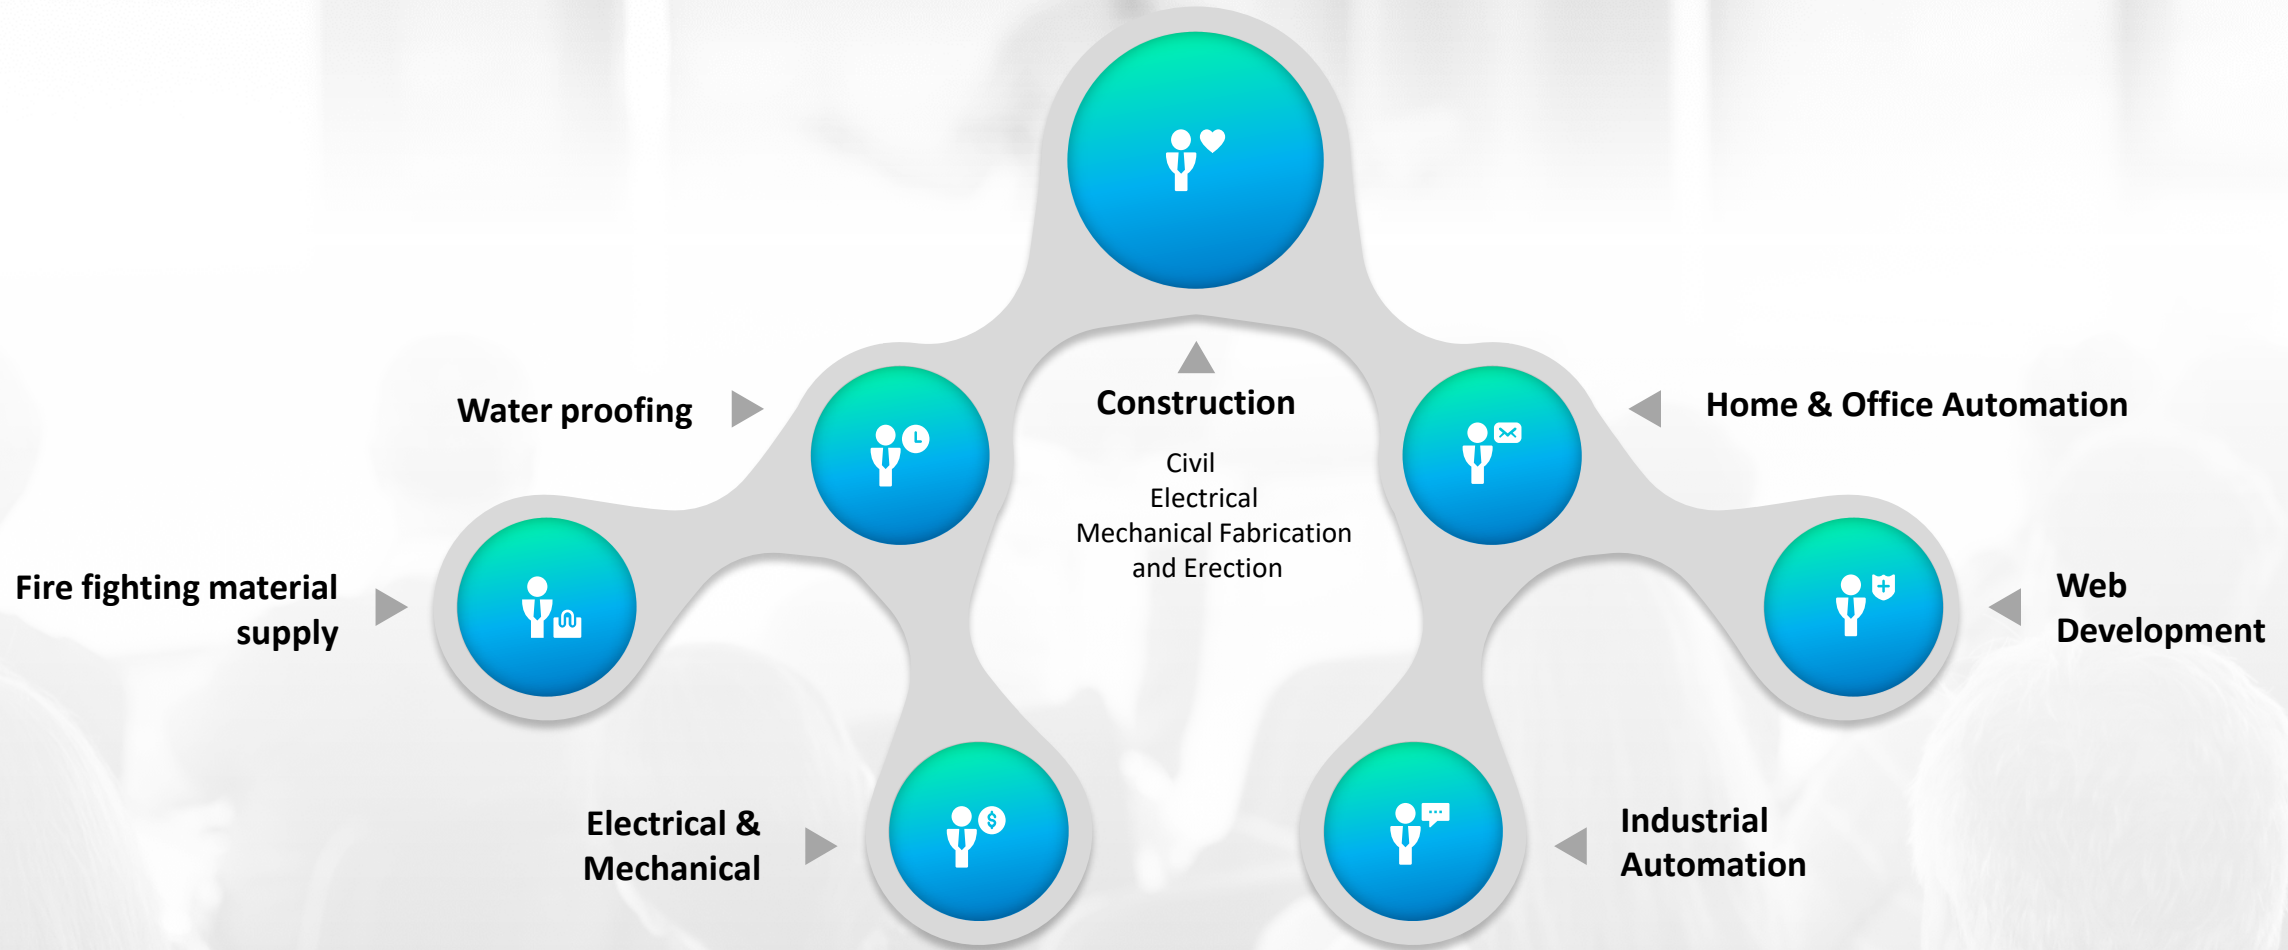 Construction
Civil
Electrical
Mechanical Fabrication
and Erection
Water proofing
Home & Office Automation
Fire fighting material
supply
Web
Development
Electrical &
Mechanical
Industrial
Automation